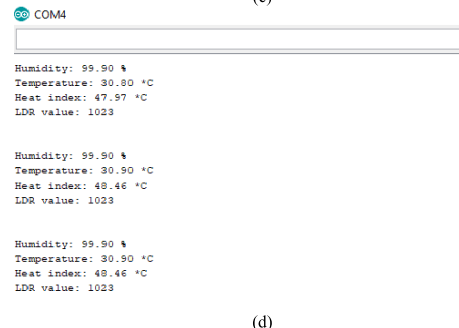 (c)
COM4
Humidity: 99.90 %
Temperature: 30.80 *C
Heat index: 47.97 *C
LDR value: 1023
Humidity: 99.90 %
Temperature: 30.90 *C
Heat index: 48.46 *C
LDR value: 1023
Humidity: 99.90 %
Temperature: 30.90 *C
Heat index: 48.46 *C
LDR value: 1023
(d)